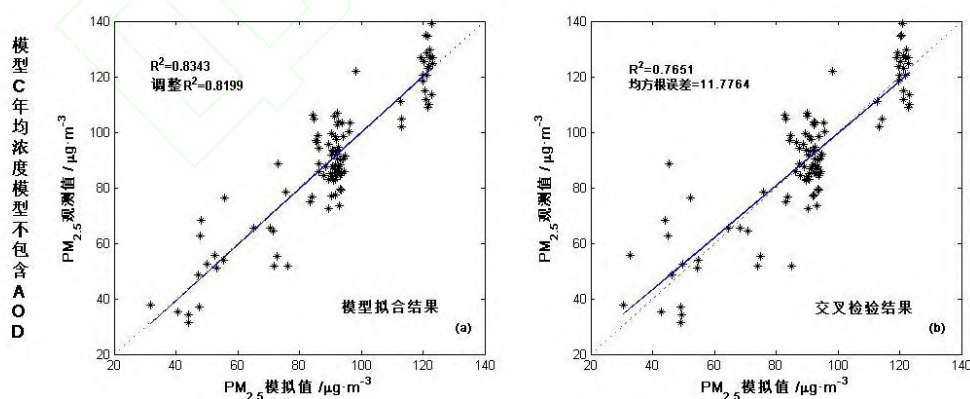 模型C年均浓度模型不包含AOD
140
120
100
80
60
40
20
PM2.5观测值 /μg·m⁻³
R²=0.8343
调整R²=0.8199
模型拟合结果
(a)
20 40 60 80 100 120 140
PM2.5模拟值 /μg·m⁻³
140
120
100
80
60
40
20
PM2.5观测值 /μg·m⁻³
R²=0.7651
均方根误差=11.7764
交叉检验结果
(b)
20 40 60 80 100 120 140
PM2.5模拟值 /μg·m⁻³